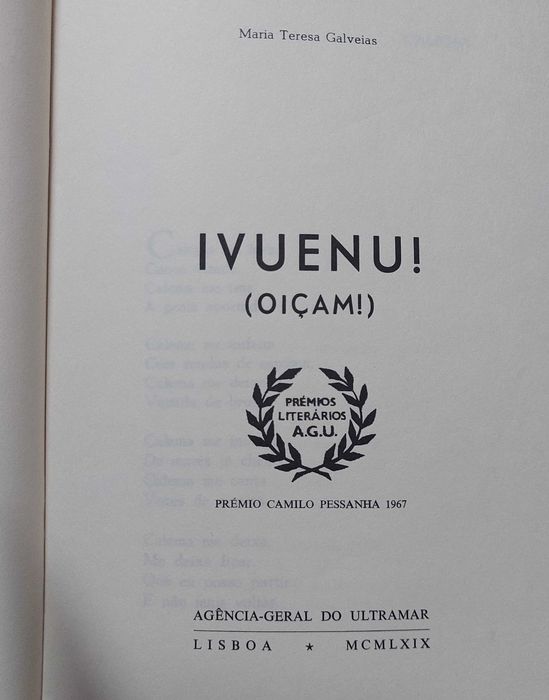 Maria Teresa Galveias
IVUENU!
(OIÇAM!)
PRÉMIOS
LITERÁRIOS
A.G.U.
PRÉMIO CAMILO PESSANHA 1967
AGÊNCIA-GERAL DO ULTRAMAR
LISBOA ★ MCMLXIX